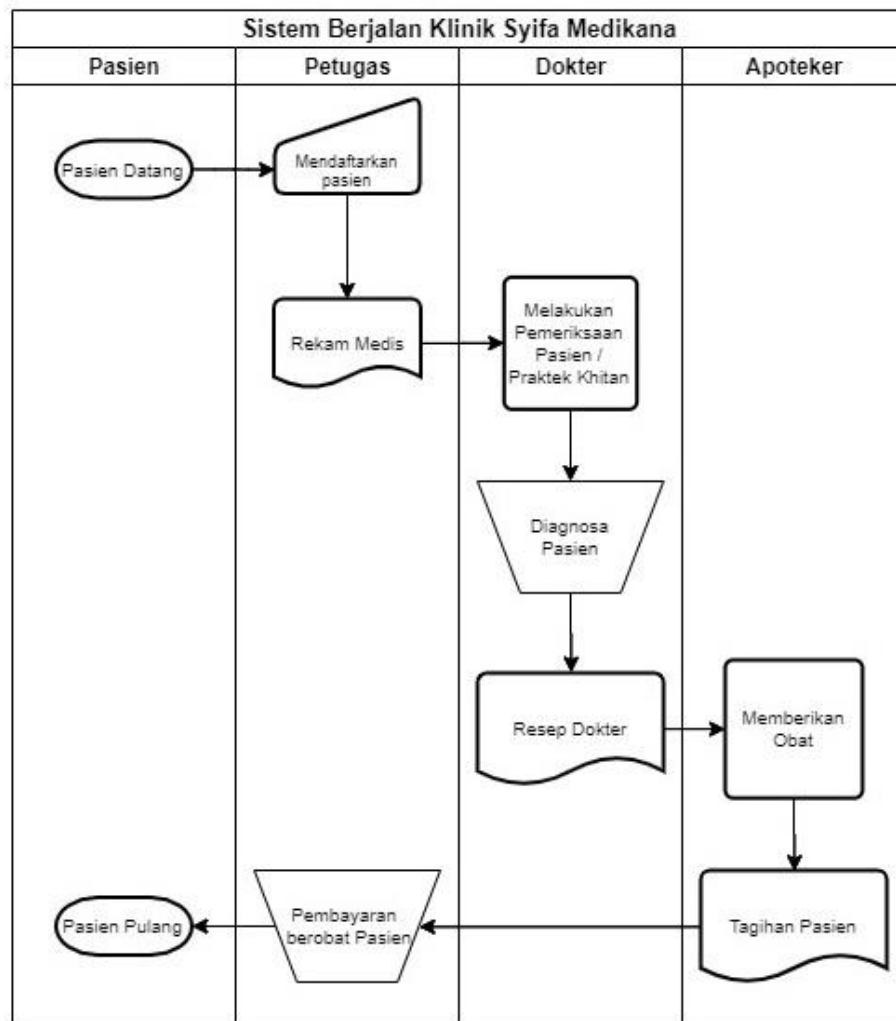 Sistem Berjalan Klinik Syifa Medikana
Pasien
Petugas
Dokter
Apoteker
Pasien Datang
Mendaftarkan
pasien
Rekam Medis
Melakukan
Pemeriksaan
Pasien /
Praktek Khitan
Diagnosa
Pasien
Resep Dokter
Memberikan
Obat
Tagihan Pasien
Pembayaran
berobat Pasien
Pasien Pulang